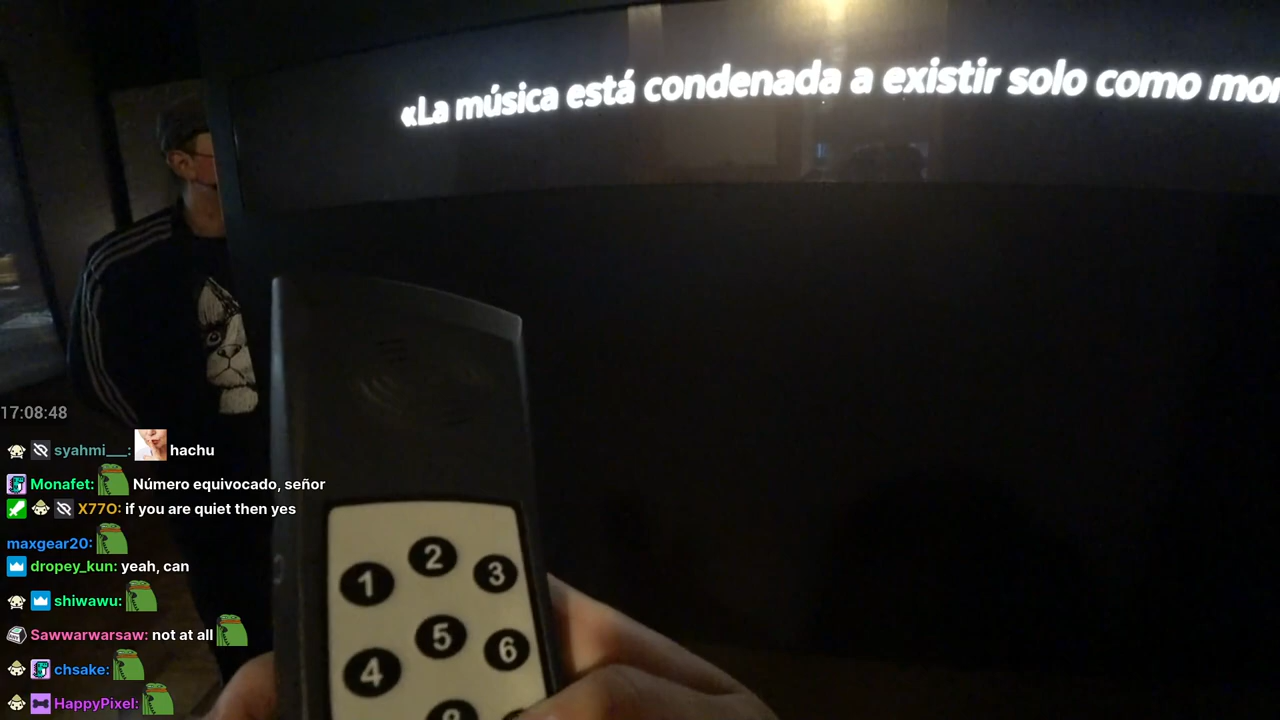 «La música está condenada a existir solo como mo
1
2
3
4
5
6
8
17:08:48
syahmi___: hachu
Monafet: Número equivocado, señor
X77O: if you are quiet then yes
maxgear20:
dropey_kun: yeah, can
shiwawu:
Sawwarwarsaw: not at all
chsake:
HappyPixel: